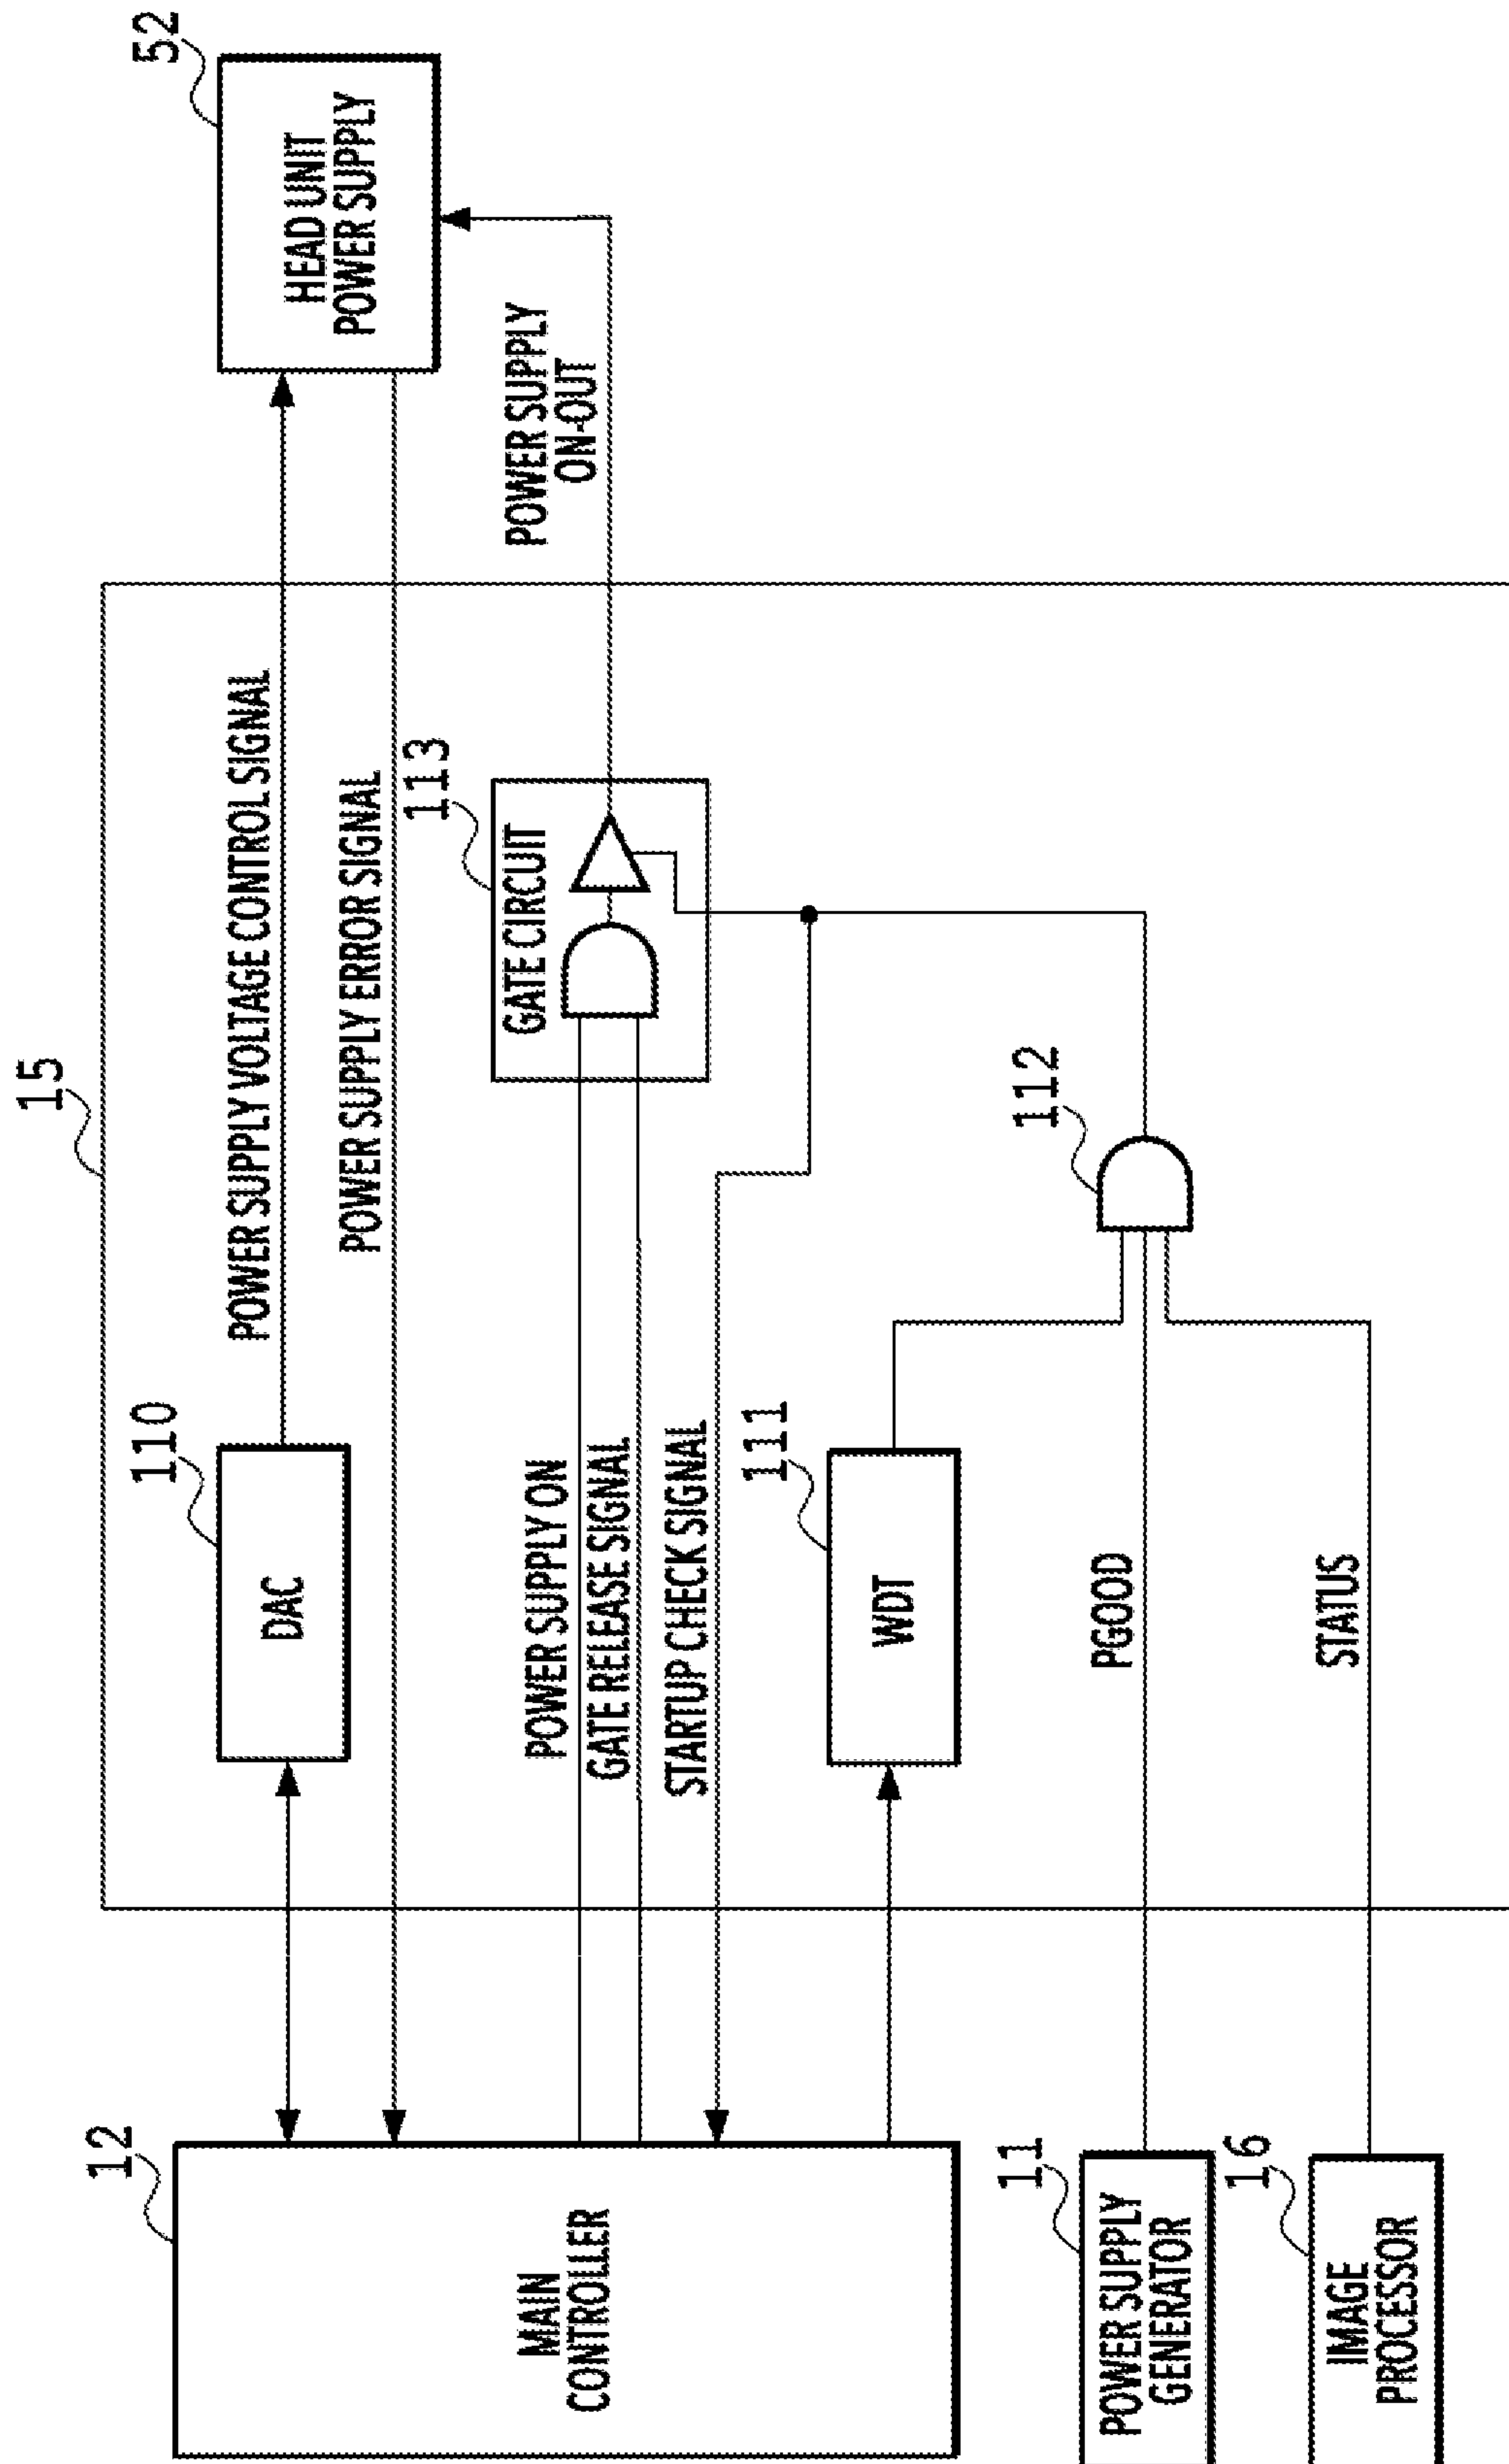 15
52
HEAD UNIT
POWER SUPPLY
110
DAC
POWER SUPPLY VOLTAGE CONTROL SIGNAL
POWER SUPPLY ERROR SIGNAL
12
MAIN
CONTROLLER
113
GATE CIRCUIT
POWER SUPPLY
ON-OUT
POWER SUPPLY ON
GATE RELEASE SIGNAL
STARTUP CHECK SIGNAL
111
WDT
112
11
POWER SUPPLY
GENERATOR
PGOOD
16
IMAGE
PROCESSOR
STATUS